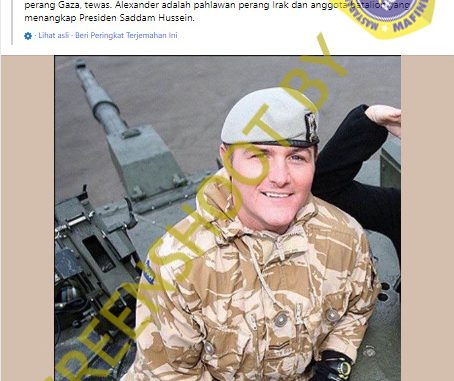 perang Gaza, tewas. Alexander adalah pahlawan perang Irak dan anggota batalion yang
menangkap Presiden Saddam Hussein.
· Lihat asli · Beri Peringkat Terjemahan Ini
SCREENSHOOT BY
MAFIN